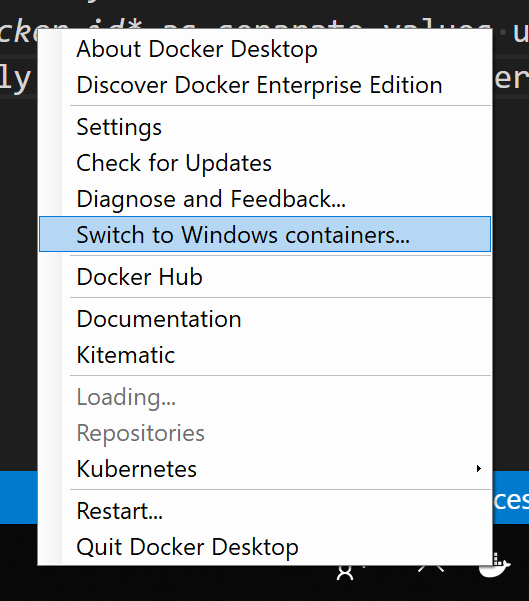 cker id* as separate values u
ly
er
About Docker Desktop
Discover Docker Enterprise Edition
Settings
Check for Updates
Diagnose and Feedback...
Switch to Windows containers...
Docker Hub
Documentation
Kitematic
Loading...
Repositories
Kubernetes
ces
Restart...
Quit Docker Desktop